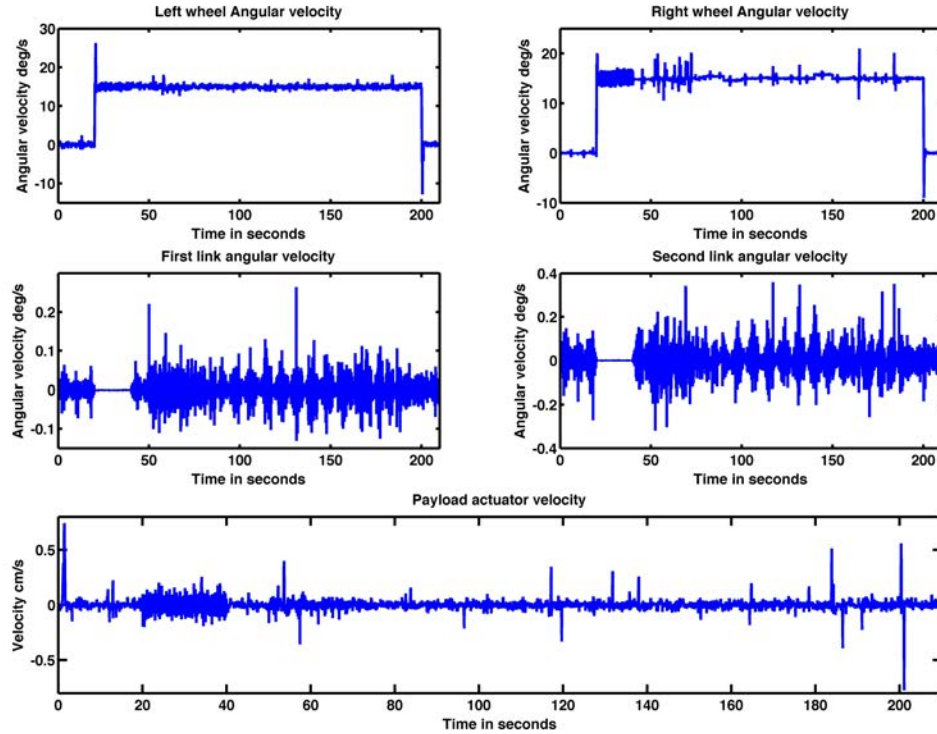 Left wheel Angular velocity
Angular velocity deg/s
30
20
10
0
-10
0 50 100 150 200
Time in seconds
Right wheel Angular velocity
Angular velocity deg/s
30
20
10
0
-10
0 50 100 150 200
Time in seconds
First link angular velocity
Angular velocity deg/s
0.2
0.1
0
-0.1
0 50 100 150 200
Time in seconds
Second link angular velocity
Angular velocity deg/s
0.4
0.2
0
-0.2
-0.4
0 50 100 150 200
Time in seconds
Payload actuator velocity
Velocity cm/s
0.5
0
-0.5
0 20 40 60 80 100 120 140 160 180 200
Time in seconds